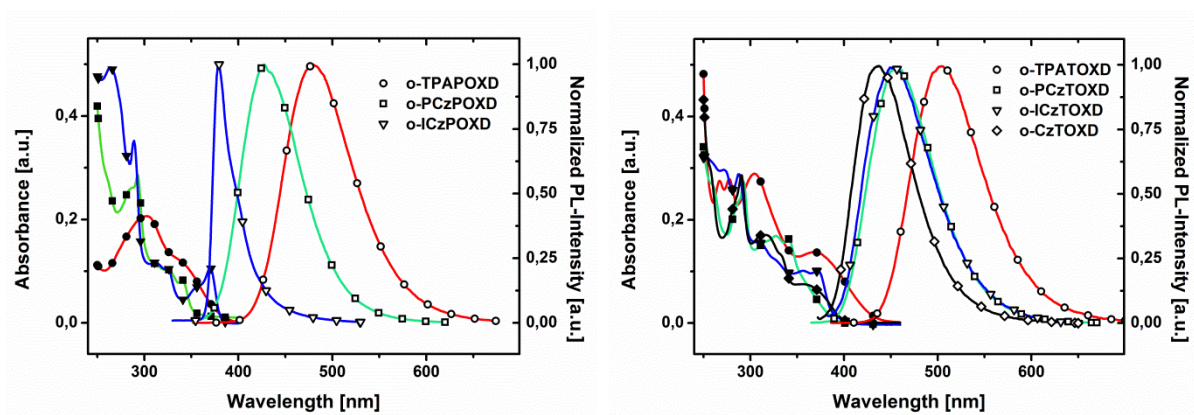 1,00
0,75
0,50
0,25
0,00
0,4
0,2
0,0
300
400
500
600
Absorbance [a.u.]
Normalized PL-Intensity [a.u.]
Wavelength [nm]
o-TPAPOXD
o-PCzPOXD
o-ICzPOXD
1,00
0,75
0,50
0,25
0,00
0,4
0,2
0,0
300
400
500
600
Absorbance [a.u.]
Normalized PL-Intensity [a.u.]
Wavelength [nm]
o-TPATOXD
o-PCzTOXD
o-ICzTOXD
o-CzTOXD